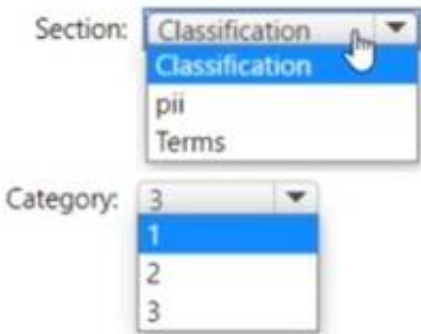 Section: Classification
Classification
pii
Terms
Category: 3
1
2
3